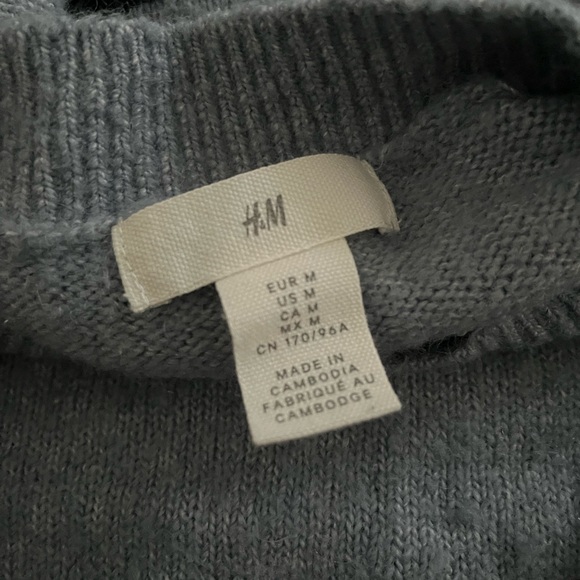 H&M
EUR M
US M
CA M
MX M
CN 170/96A
MADE IN
CAMBODIA
FABRIQUÉ AU
CAMBODGE